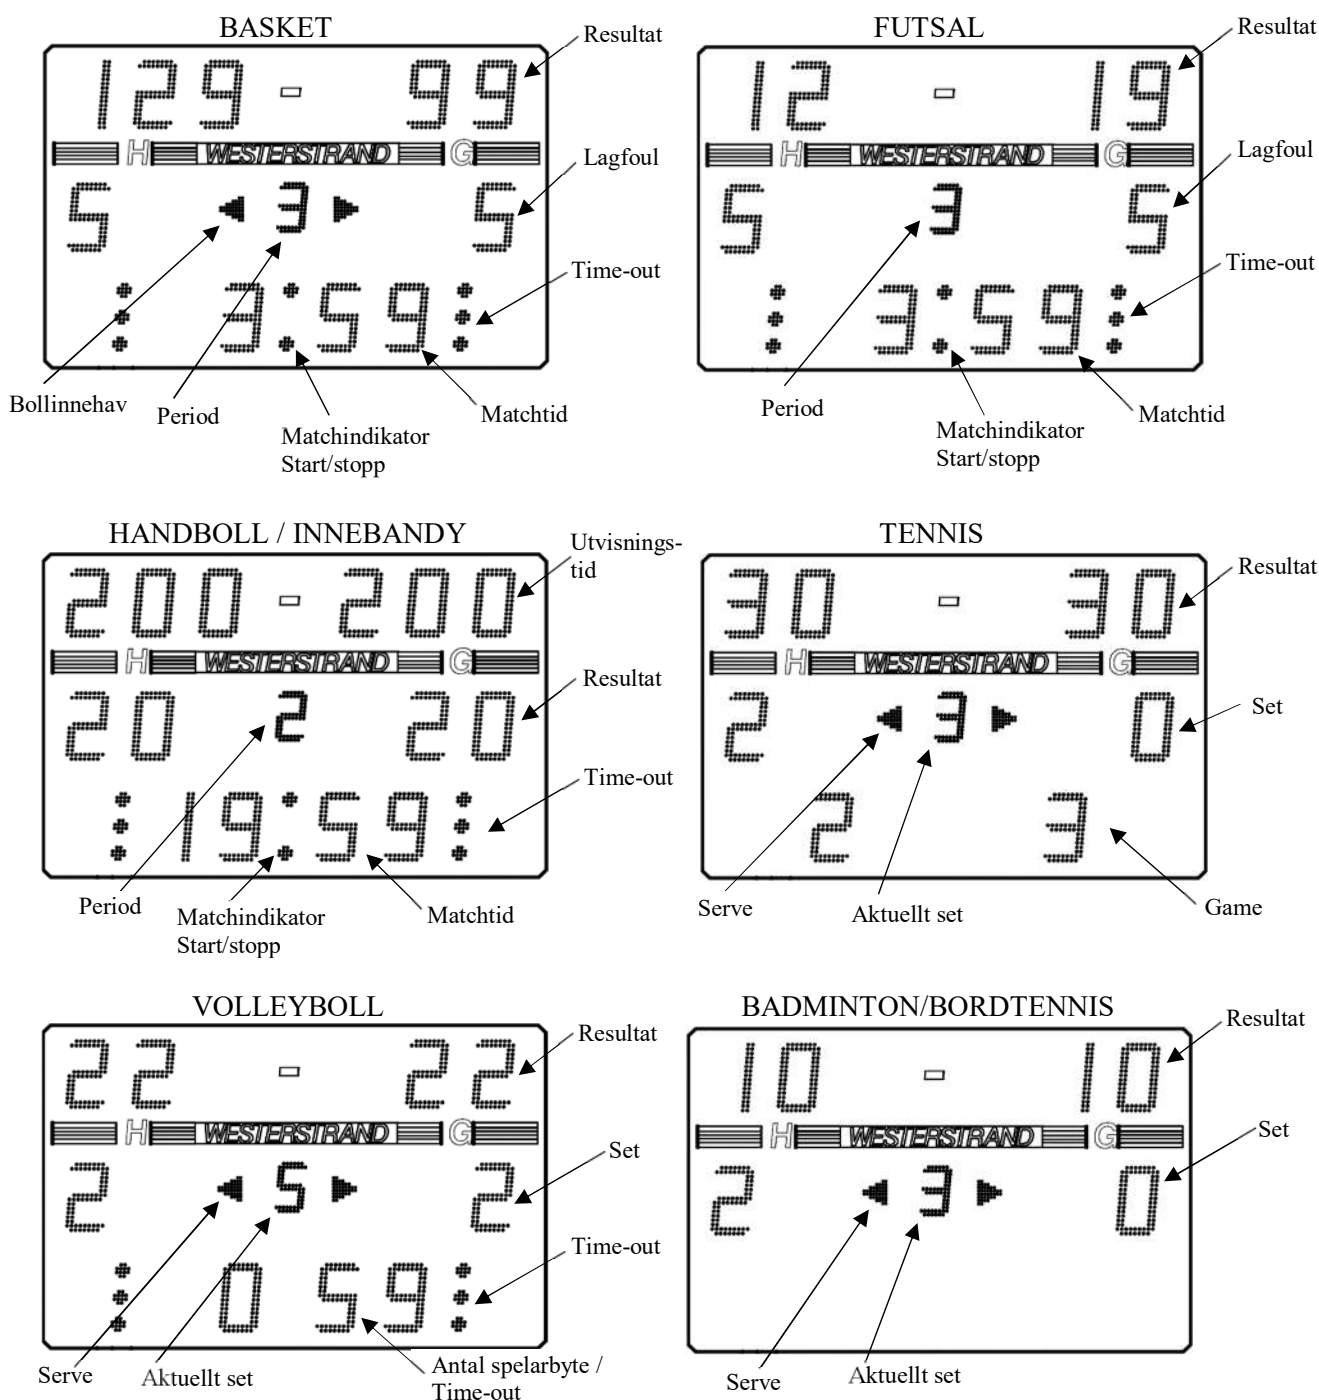 BASKET
Resultat
129 - 99
H WESTERSTRAND G
Lagfoul
5 3 5
Time-out
3:59
Bollinnehav
Period
Matchtid
Matchindikator
Start/stopp
FUTSAL
Resultat
12 - 19
H WESTERSTRAND G
Lagfoul
5 3 5
Time-out
3:59
Period
Matchtid
Matchindikator
Start/stopp
HANDBOLL / INNEBANDY
Utvisnings-
tid
200 - 200
H WESTERSTRAND G
Resultat
20 2 20
Time-out
19:59
Period
Matchindikator
Start/stopp
Matchtid
TENNIS
Resultat
30 - 30
H WESTERSTRAND G
Set
2 3 0
2 3
Serve
Aktuellt set
Game
VOLLEYBOLL
Resultat
22 - 22
H WESTERSTRAND G
Set
2 5 2
Time-out
0 59
Serve
Aktuellt set
Antal spelarbyte /
Time-out
BADMINTON/BORDTENNIS
Resultat
10 - 10
H WESTERSTRAND G
Set
2 3 0
Serve
Aktuellt set